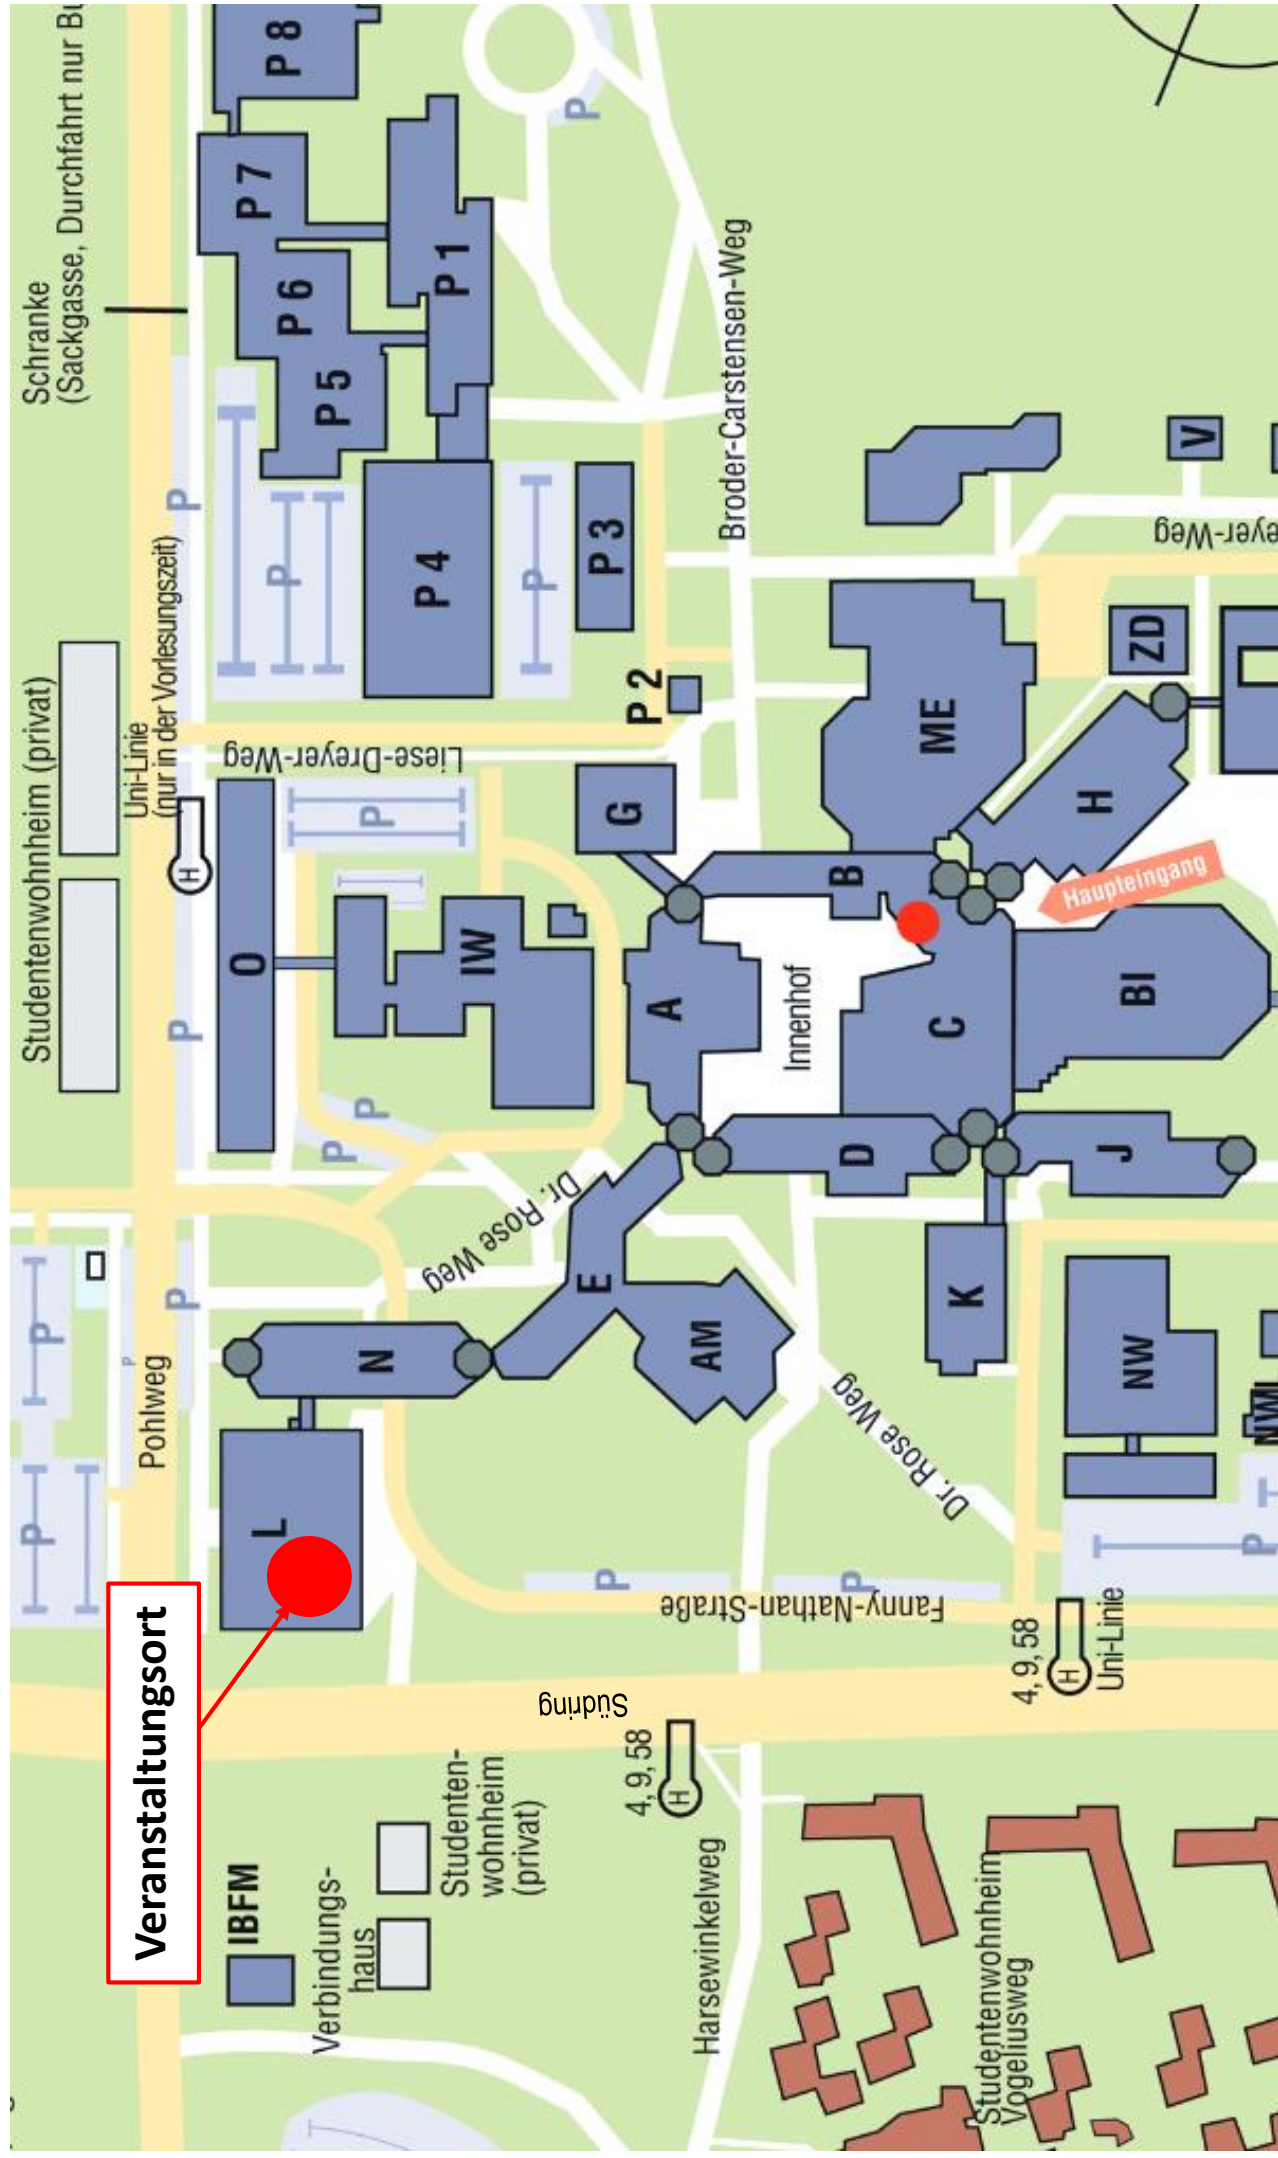 Studentenwohnheim (privat)
Schranke
(Sackgasse, Durchfahrt nur Bu
P
P
Veranstaltungsort
Pohlweg
P
P
P
P
Uni-Linie
(nur in der Vorlesungszeit)
H
P
IBFM
L
O
P 7
P 8
Verbindungs-
haus
Studenten-
wohnheim
(privat)
N
P
P
P
P
P 5
P 6
Liese-Dreyer-Weg
P 4
P 1
IW
Dr. Rose Weg
P
P
Südring
E
P
G
P 3
P 2
4, 9, 58
H
A
AM
Harsewinkelweg
Broder-Carstensen-Weg
Innenhof
Fanny-Nathan-Straße
P
D
B
Dr. Rose Weg
C
ME
K
Studentenwohnheim
Vogeliusweg
4, 9, 58
H
Uni-Linie
J
BI
H
Haupteingang
NW
ZD
V
eyer-Weg
P
NWL